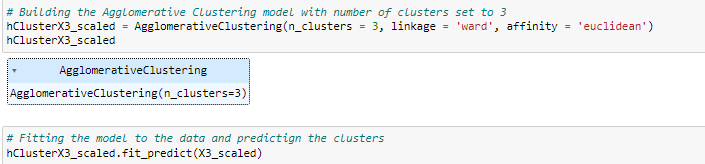 # Building the Agglomerative Clustering model with number of clusters set to 3
hClusterX3_scaled = AgglomerativeClustering(n_clusters = 3, linkage = 'ward', affinity = 'euclidean')
hClusterX3_scaled
▾ AgglomerativeClustering
AgglomerativeClustering(n_clusters=3)
# Fitting the model to the data and predictign the clusters
hClusterX3_scaled.fit_predict(X3_scaled)